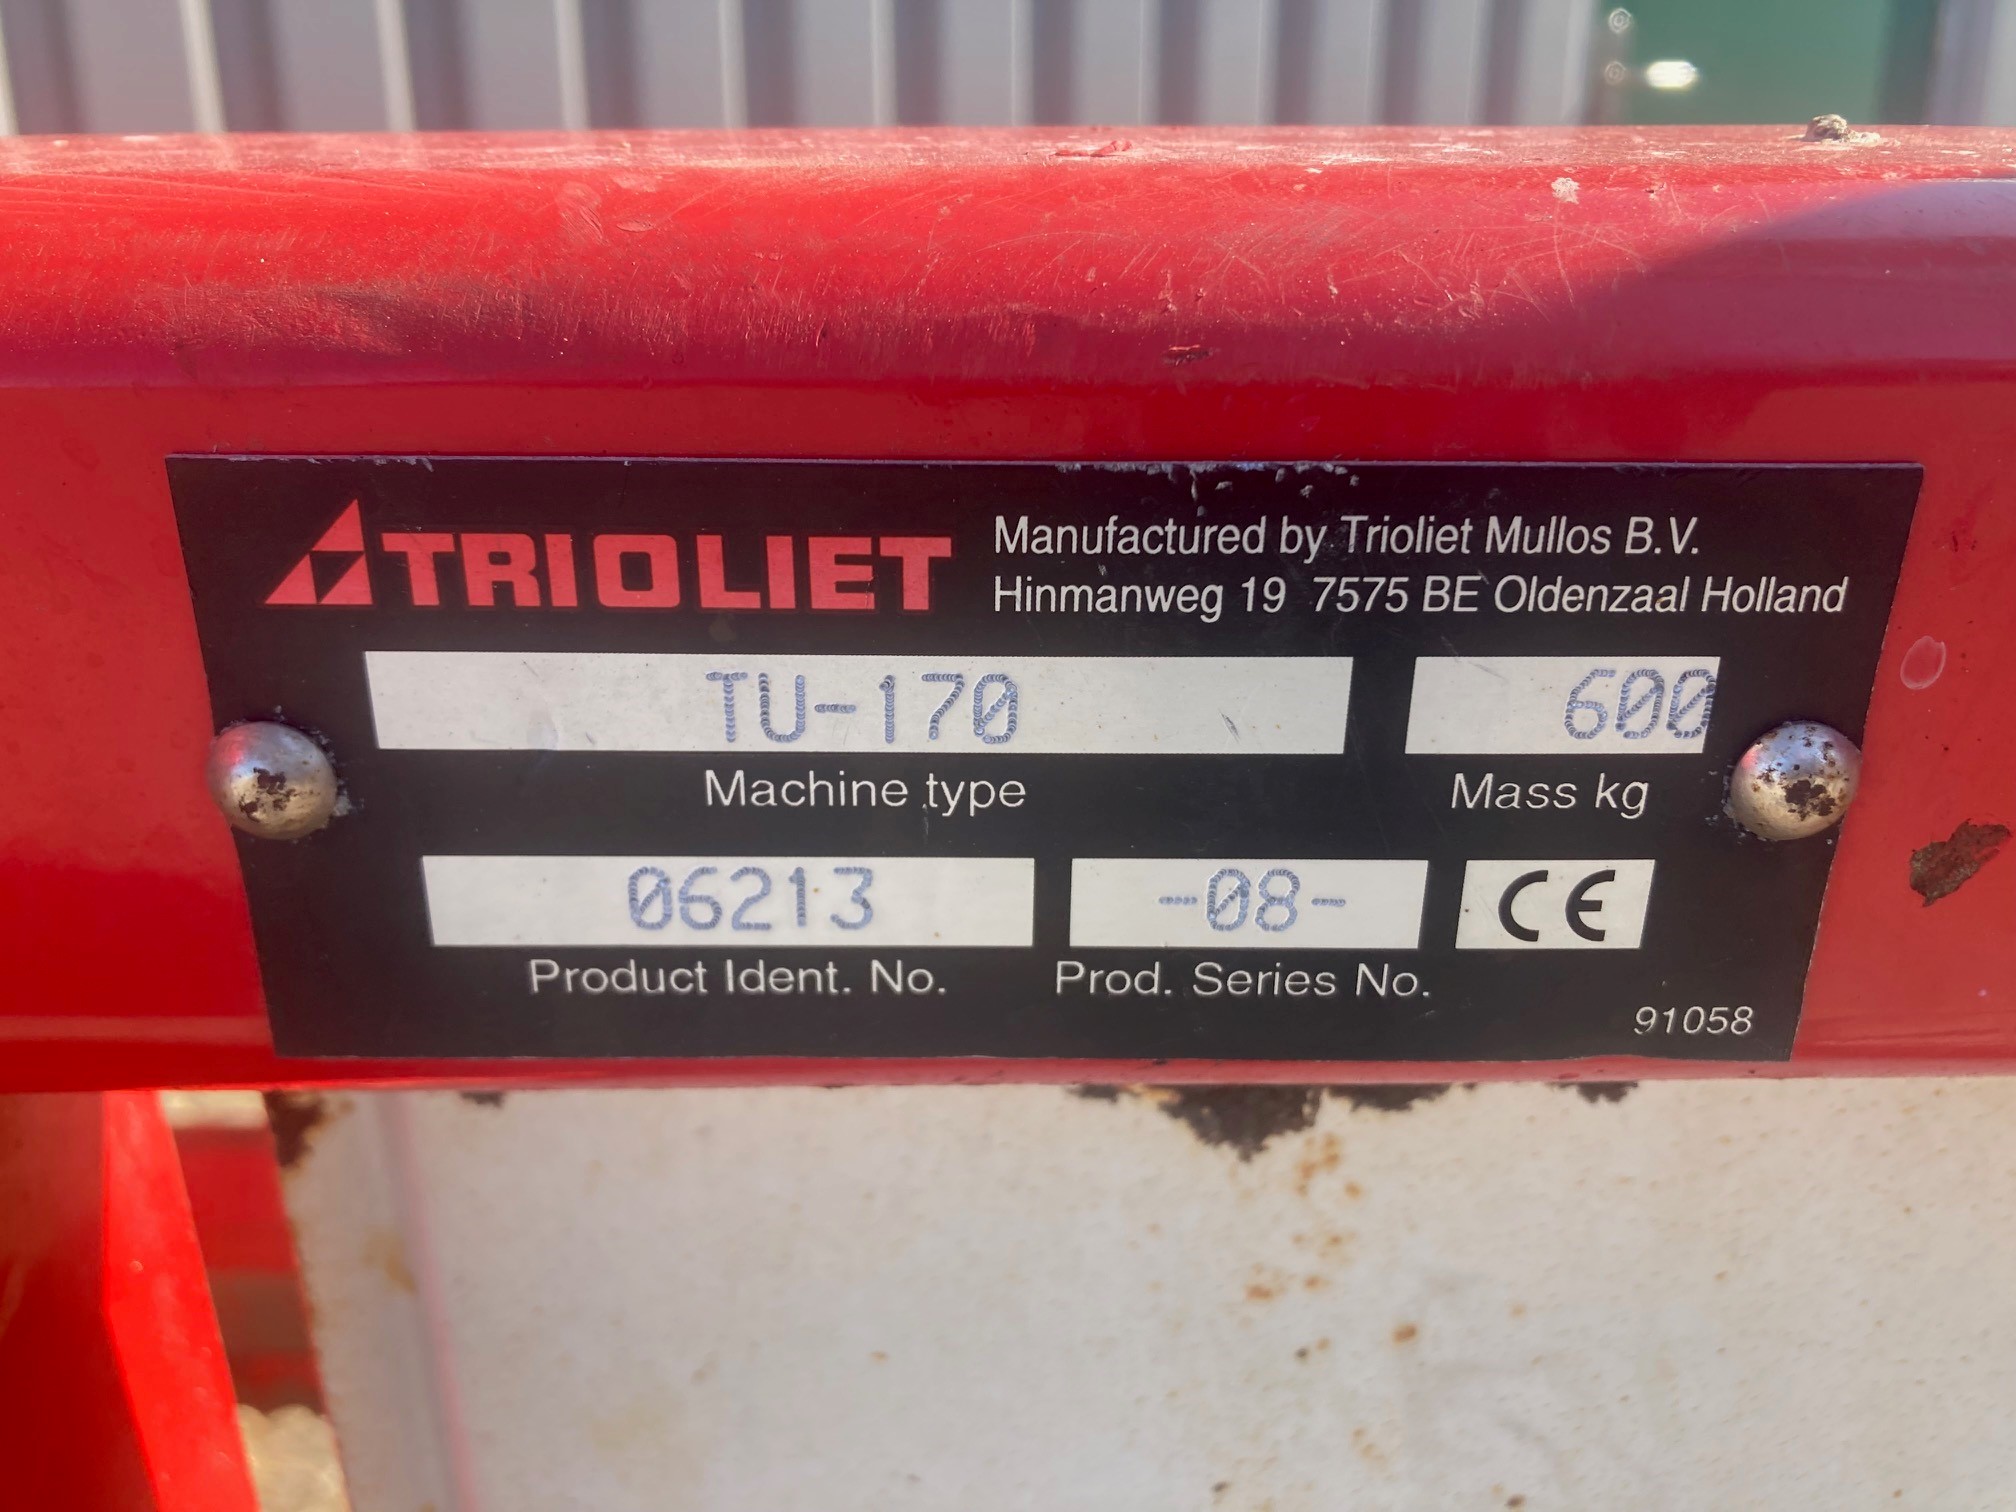 TRIOLIET
Manufactured by Trioliet Mullos B.V.
Hinmanweg 19 7575 BE Oldenzaal Holland
TU-170
600
Machine type
Mass kg
06213
-08-
CE
Product Ident. No.
Prod. Series No.
91058